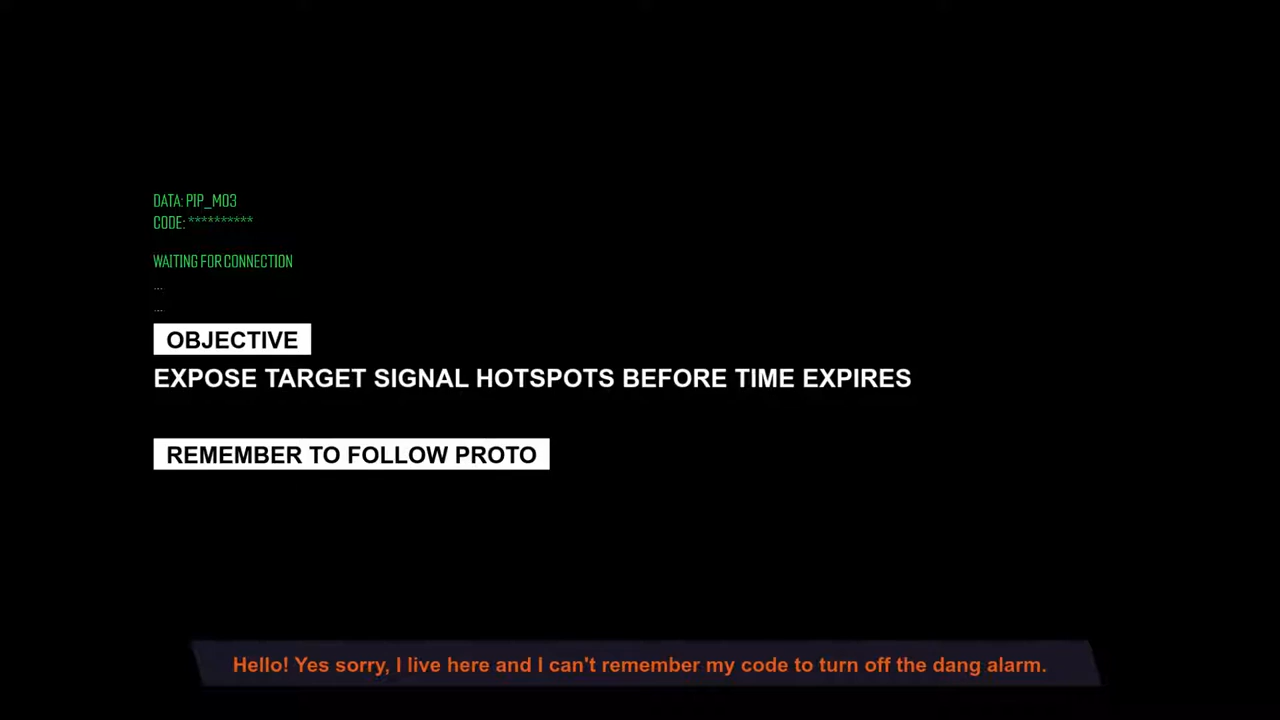 DATA: PIP_M03
CODE: **********
WAITING FOR CONNECTION
...
...
OBJECTIVE
EXPOSE TARGET SIGNAL HOTSPOTS BEFORE TIME EXPIRES
REMEMBER TO FOLLOW PROTO
Hello! Yes sorry, I live here and I can't remember my code to turn off the dang alarm.